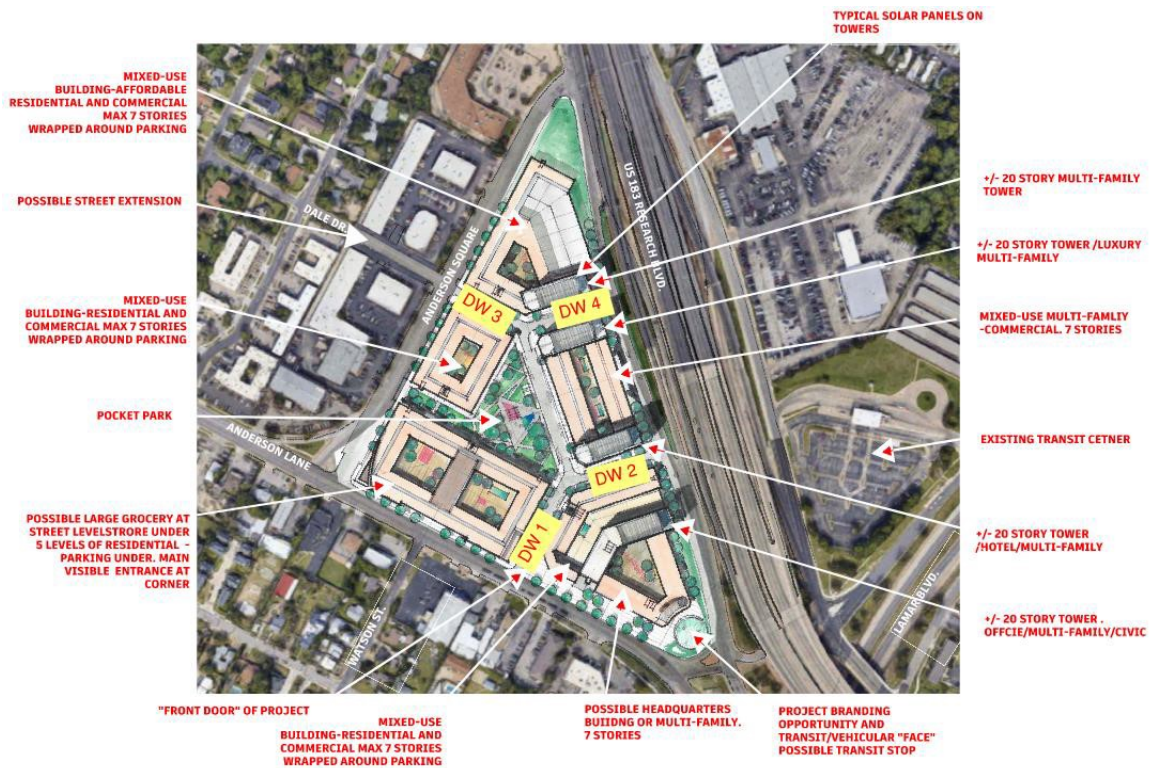 TYPICAL SOLAR PANELS ON
TOWERS
MIXED-USE
BUILDING-AFFORDABLE
RESIDENTIAL AND COMMERCIAL
MAX 7 STORIES
WRAPPED AROUND PARKING
POSSIBLE STREET EXTENSION
MIXED-USE
BUILDING-RESIDENTIAL AND
COMMERCIAL MAX 7 STORIES
WRAPPED AROUND PARKING
POCKET PARK
POSSIBLE LARGE GROCERY AT
STREET LEVELSTRORE UNDER
5 LEVELS OF RESIDENTIAL -
PARKING UNDER. MAIN
VISIBLE ENTRANCE AT
CORNER
DALE DR.
ANDERSON SQUARE
US 183 RESEARCH BLVD.
DW 3
DW 4
ANDERSON LANE
DW 2
DW 1
WATSON ST.
LAMAR BLVD.
+/- 20 STORY MULTI-FAMILY
TOWER
+/- 20 STORY TOWER /LUXURY
MULTI-FAMILY
MIXED-USE MULTI-FAMLIY
-COMMERCIAL. 7 STORIES
EXISTING TRANSIT CETNER
+/- 20 STORY TOWER
/HOTEL/MULTI-FAMILY
+/- 20 STORY TOWER .
OFFCIE/MULTI-FAMILY/CIVIC
"FRONT DOOR" OF PROJECT
MIXED-USE
BUILDING-RESIDENTIAL AND
COMMERCIAL MAX 7 STORIES
WRAPPED AROUND PARKING
POSSIBLE HEADQUARTERS
BUIIDNG OR MULTI-FAMILY.
7 STORIES
PROJECT BRANDING
OPPORTUNITY AND
TRANSIT/VEHICULAR "FACE"
POSSIBLE TRANSIT STOP